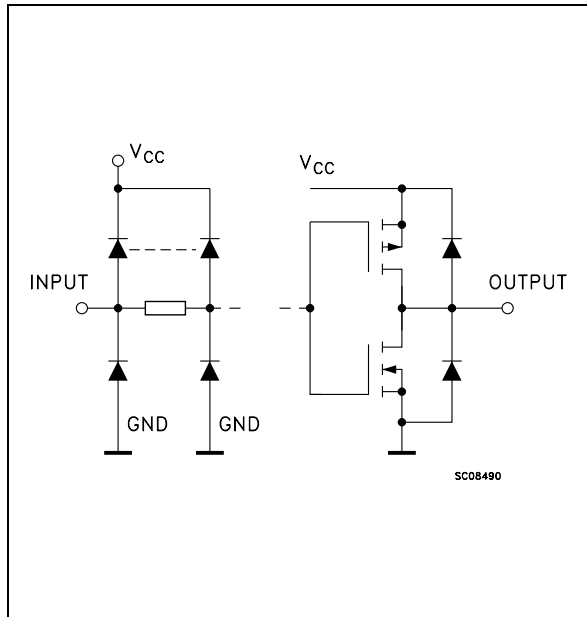 VCC
VCC
INPUT
OUTPUT
GND
GND
SC08490